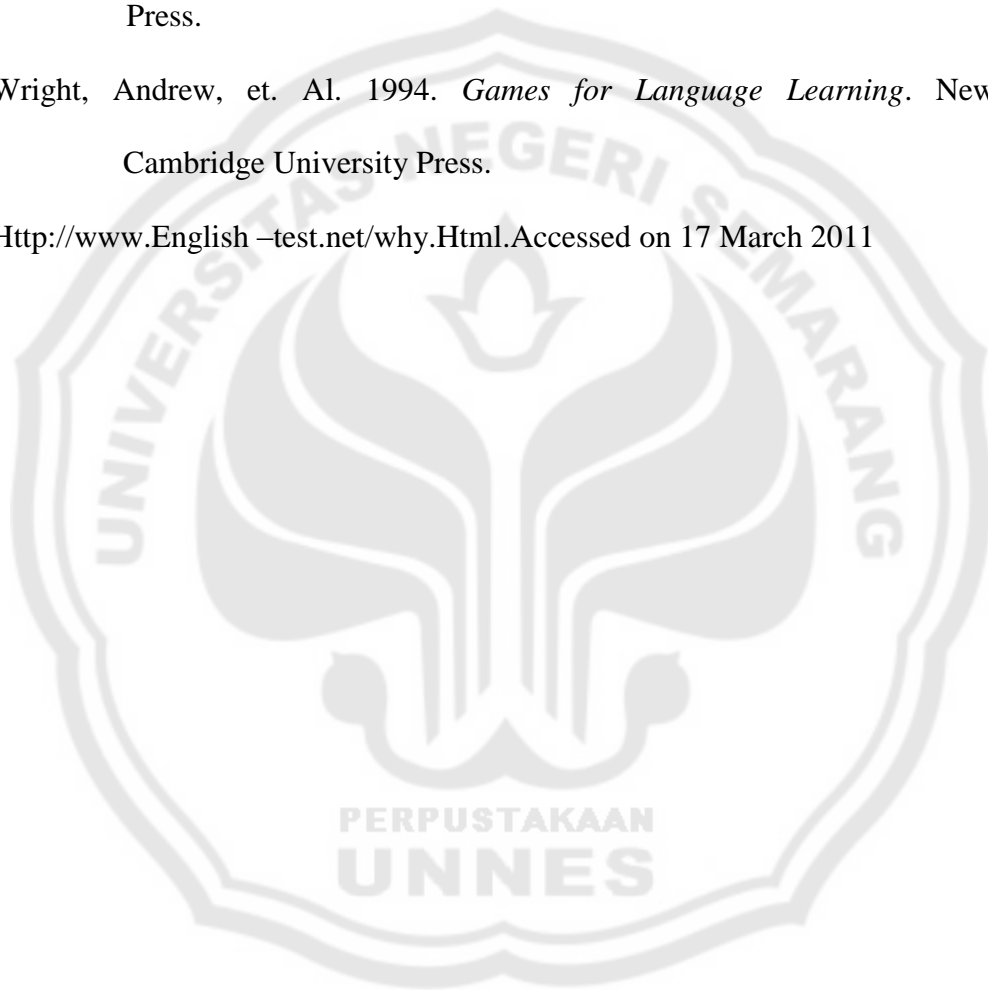 Press.
Wright, Andrew, et. Al. 1994. Games for Language Learning. New
Cambridge University Press.
Http://www.English –test.net/why.Html.Accessed on 17 March 2011
UNIVERSITAS NEGERI SEMARANG
PERPUSTAKAAN
UNNES